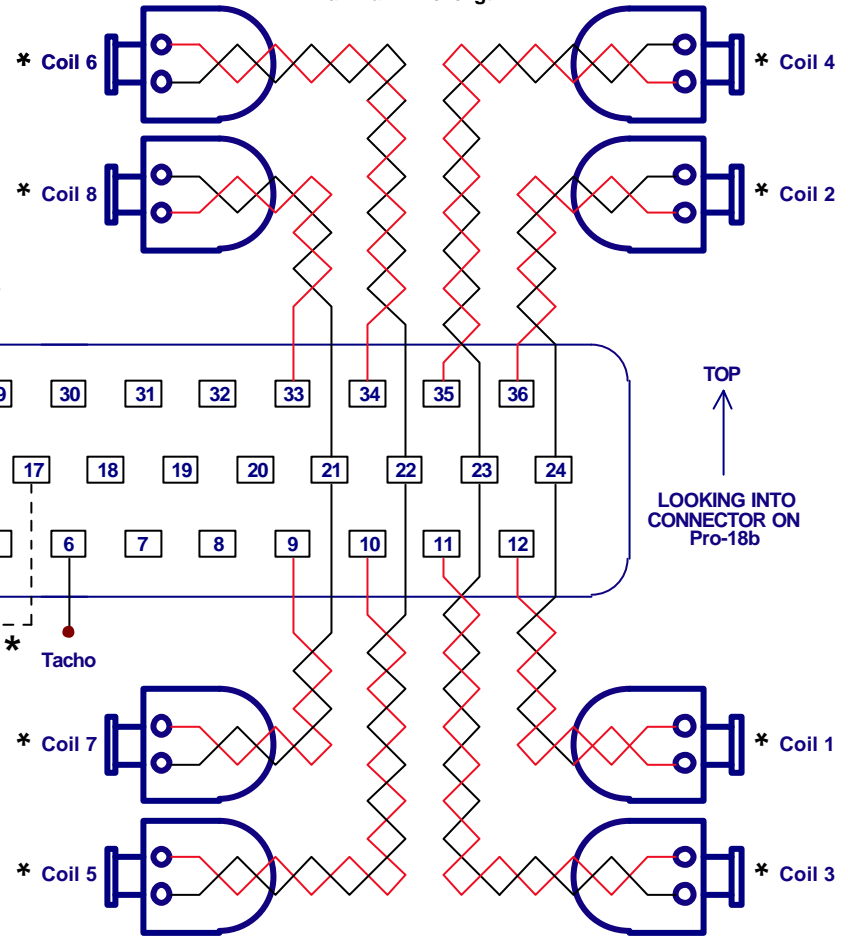 * Coil 6
* Coil 4
* Coil 8
* Coil 2
30 31 32 33 34 35 36
TOP
17 18 19 20 21 22 23 24
LOOKING INTO
CONNECTOR ON
Pro-18b
6 7 8 9 10 11 12
*
Tacho
* Coil 7
* Coil 1
* Coil 5
* Coil 3